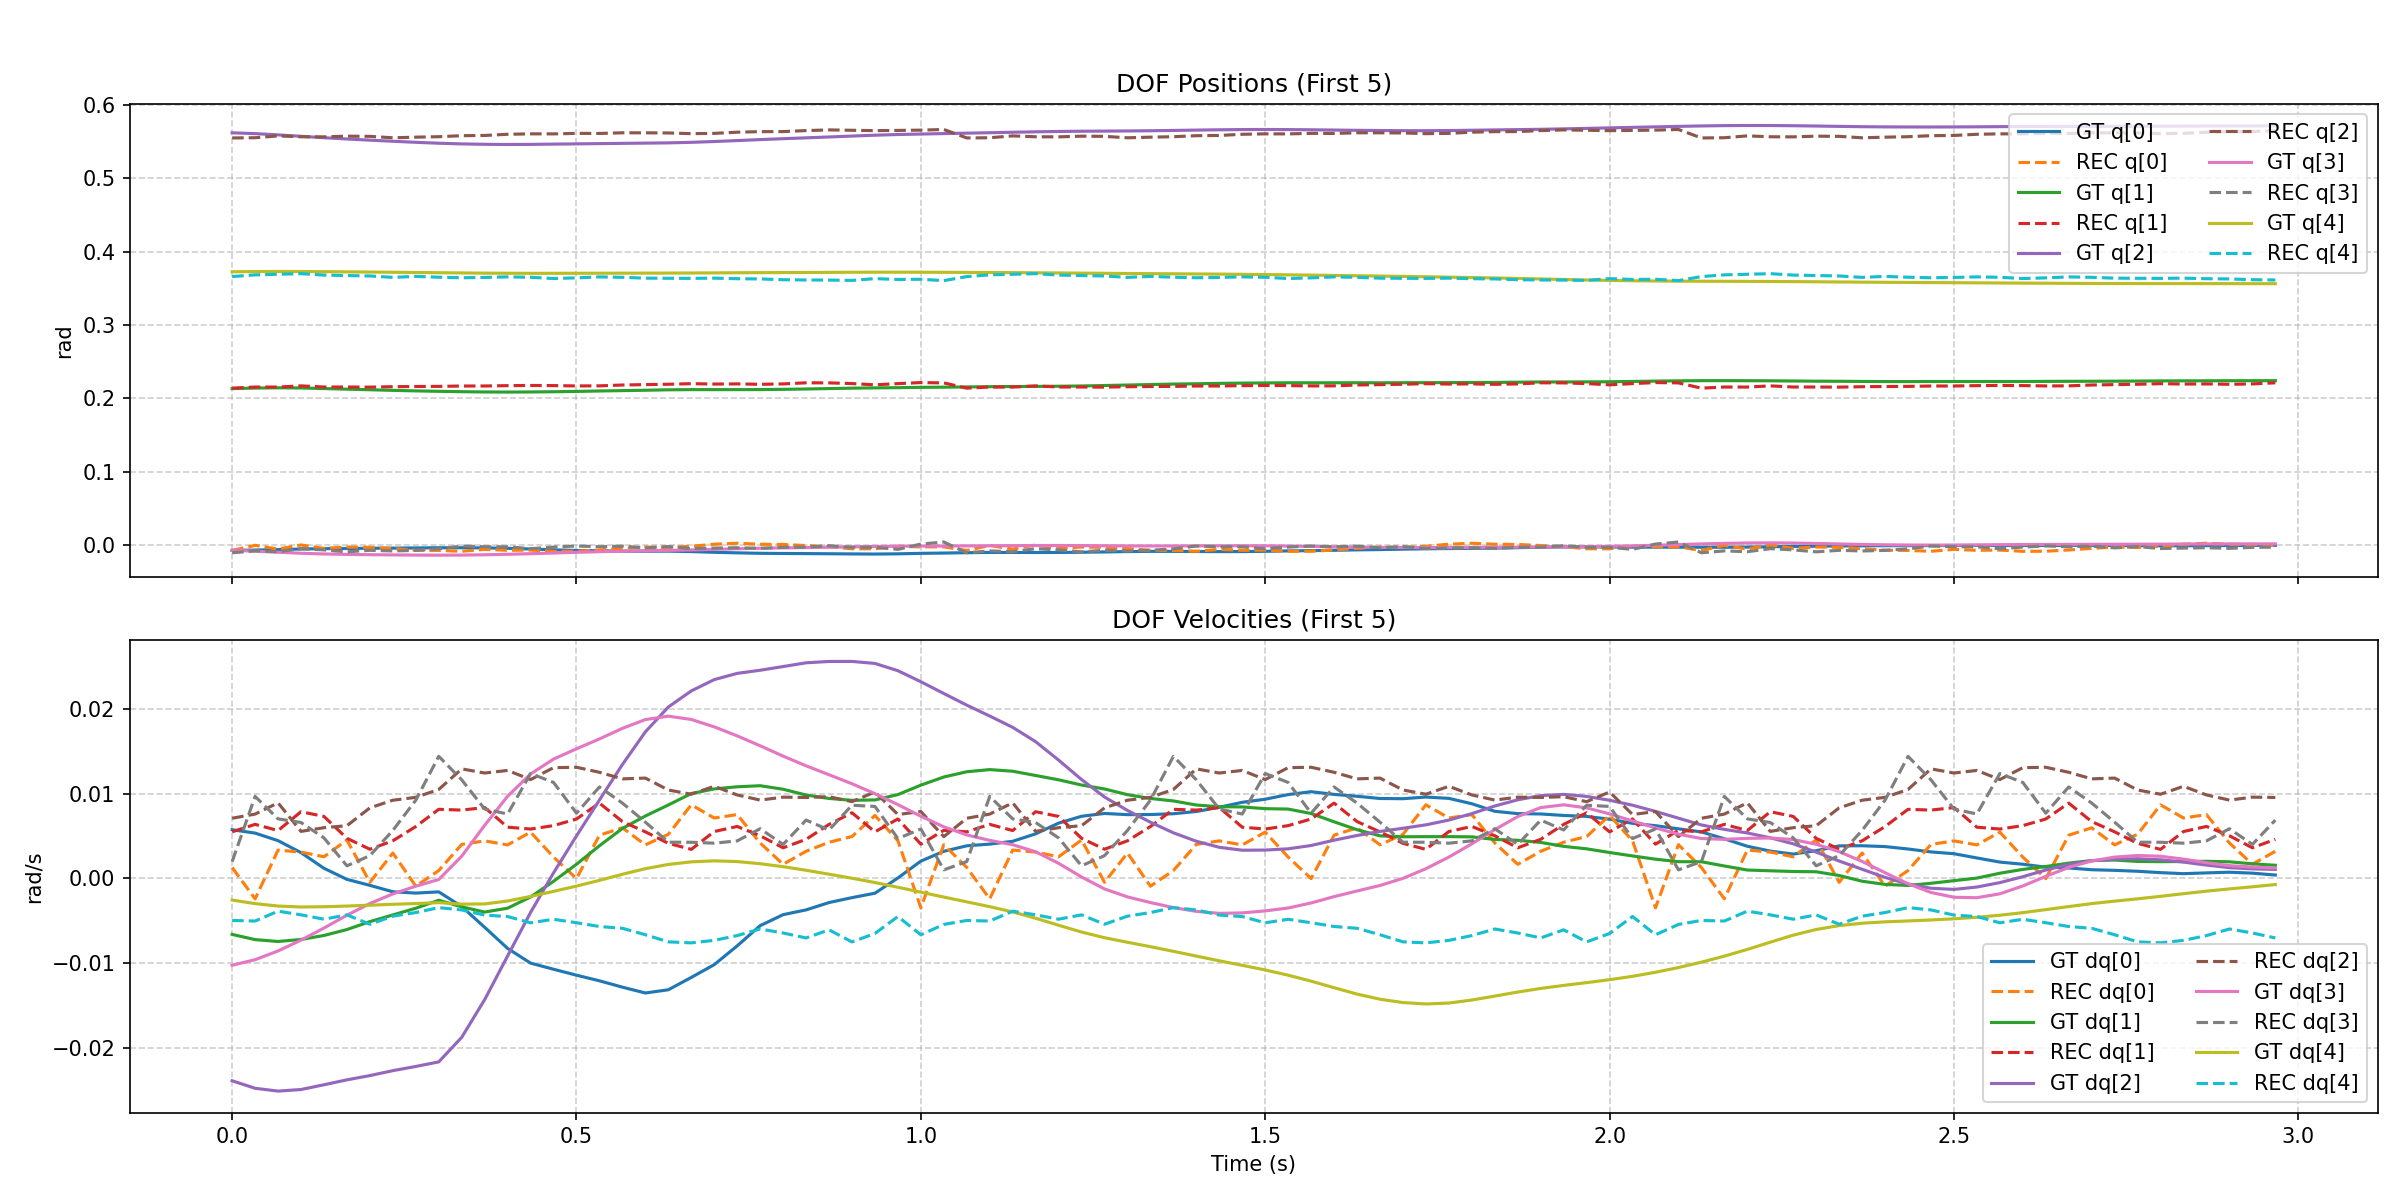 DOF Positions (First 5)
0.6
0.5
0.4
0.3
0.2
0.1
0.0
rad
GT q[0]
REC q[0]
GT q[1]
REC q[1]
GT q[2]
REC q[2]
GT q[3]
REC q[3]
GT q[4]
REC q[4]
DOF Velocities (First 5)
0.02
0.01
0.00
−0.01
−0.02
rad/s
GT dq[0]
REC dq[0]
GT dq[1]
REC dq[1]
GT dq[2]
REC dq[2]
GT dq[3]
REC dq[3]
GT dq[4]
REC dq[4]
0.0 0.5 1.0 1.5 2.0 2.5 3.0
Time (s)